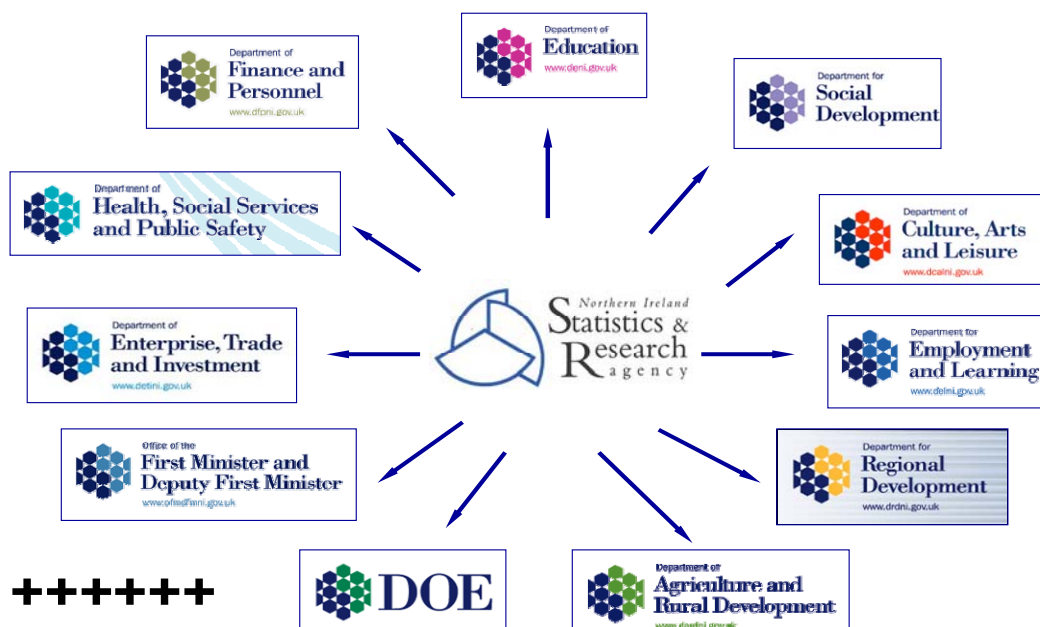 Department of
Education
www.deni.gov.uk
Department of
Finance and
Personnel
www.dfpni.gov.uk
Department for
Social
Development
Department of
Health, Social Services
and Public Safety
Department of
Culture, Arts
and Leisure
www.dcalni.gov.uk
Northern Ireland
Statistics &
Research
agency
Department of
Enterprise, Trade
and Investment
www.detini.gov.uk
Department for
Employment
and Learning
www.delni.gov.uk
Office of the
First Minister and
Deputy First Minister
www.ofmdfmni.gov.uk
Department for
Regional
Development
www.drdni.gov.uk
DOE
Department of
Agriculture and
Rural Development
www.dardni.gov.uk
++++++